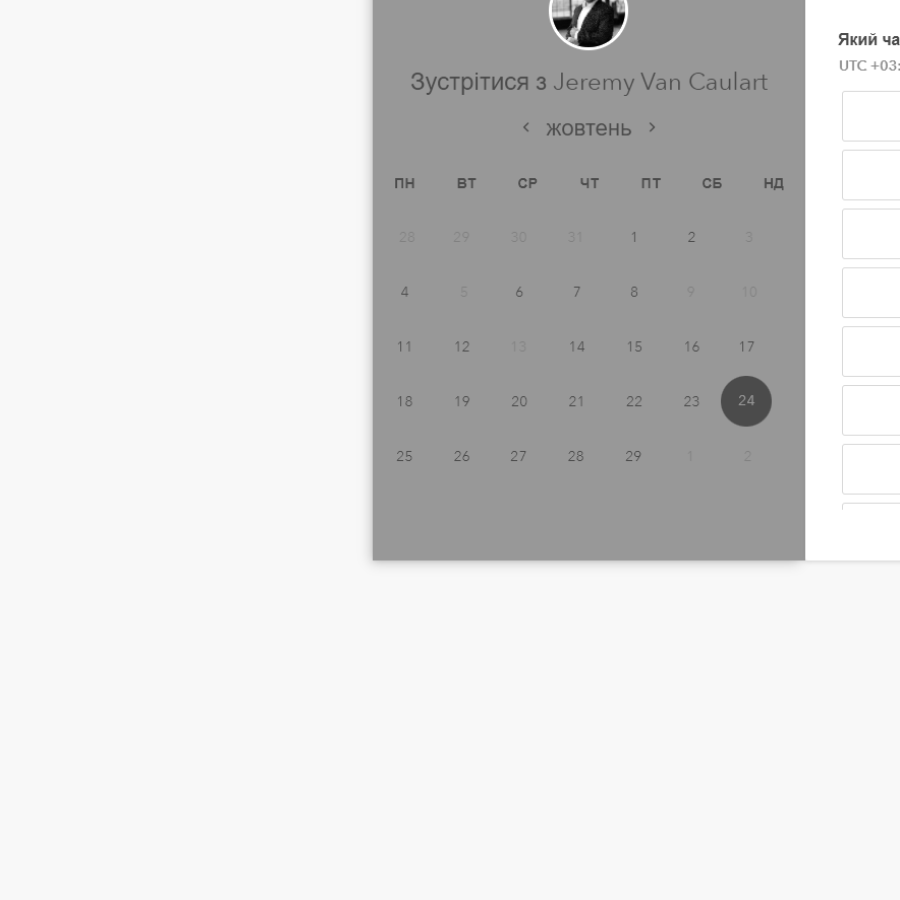 Зустрітися з Jeremy Van Caulart
жовтень
ПН ВТ СР ЧТ ПТ СБ НД
28 29 30 31 1 2 3
4 5 6 7 8 9 10
11 12 13 14 15 16 17
18 19 20 21 22 23 24
25 26 27 28 29 1 2
Який ча
UTC +03: